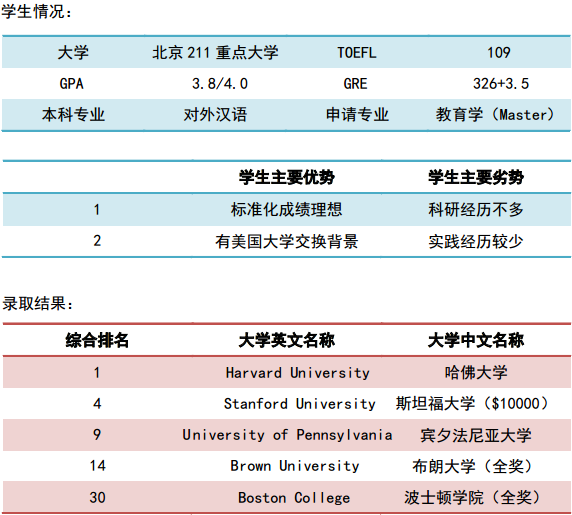 学生情况：
大学 北京211重点大学 TOEFL 109
GPA 3.8/4.0 GRE 326+3.5
本科专业 对外汉语 申请专业 教育学（Master）
学生主要优势 学生主要劣势
1 标准化成绩理想 科研经历不多
2 有美国大学交换背景 实践经历较少
录取结果：
综合排名 大学英文名称 大学中文名称
1 Harvard University 哈佛大学
4 Stanford University 斯坦福大学（$10000）
9 University of Pennsylvania 宾夕法尼亚大学
14 Brown University 布朗大学（全奖）
30 Boston College 波士顿学院（全奖）